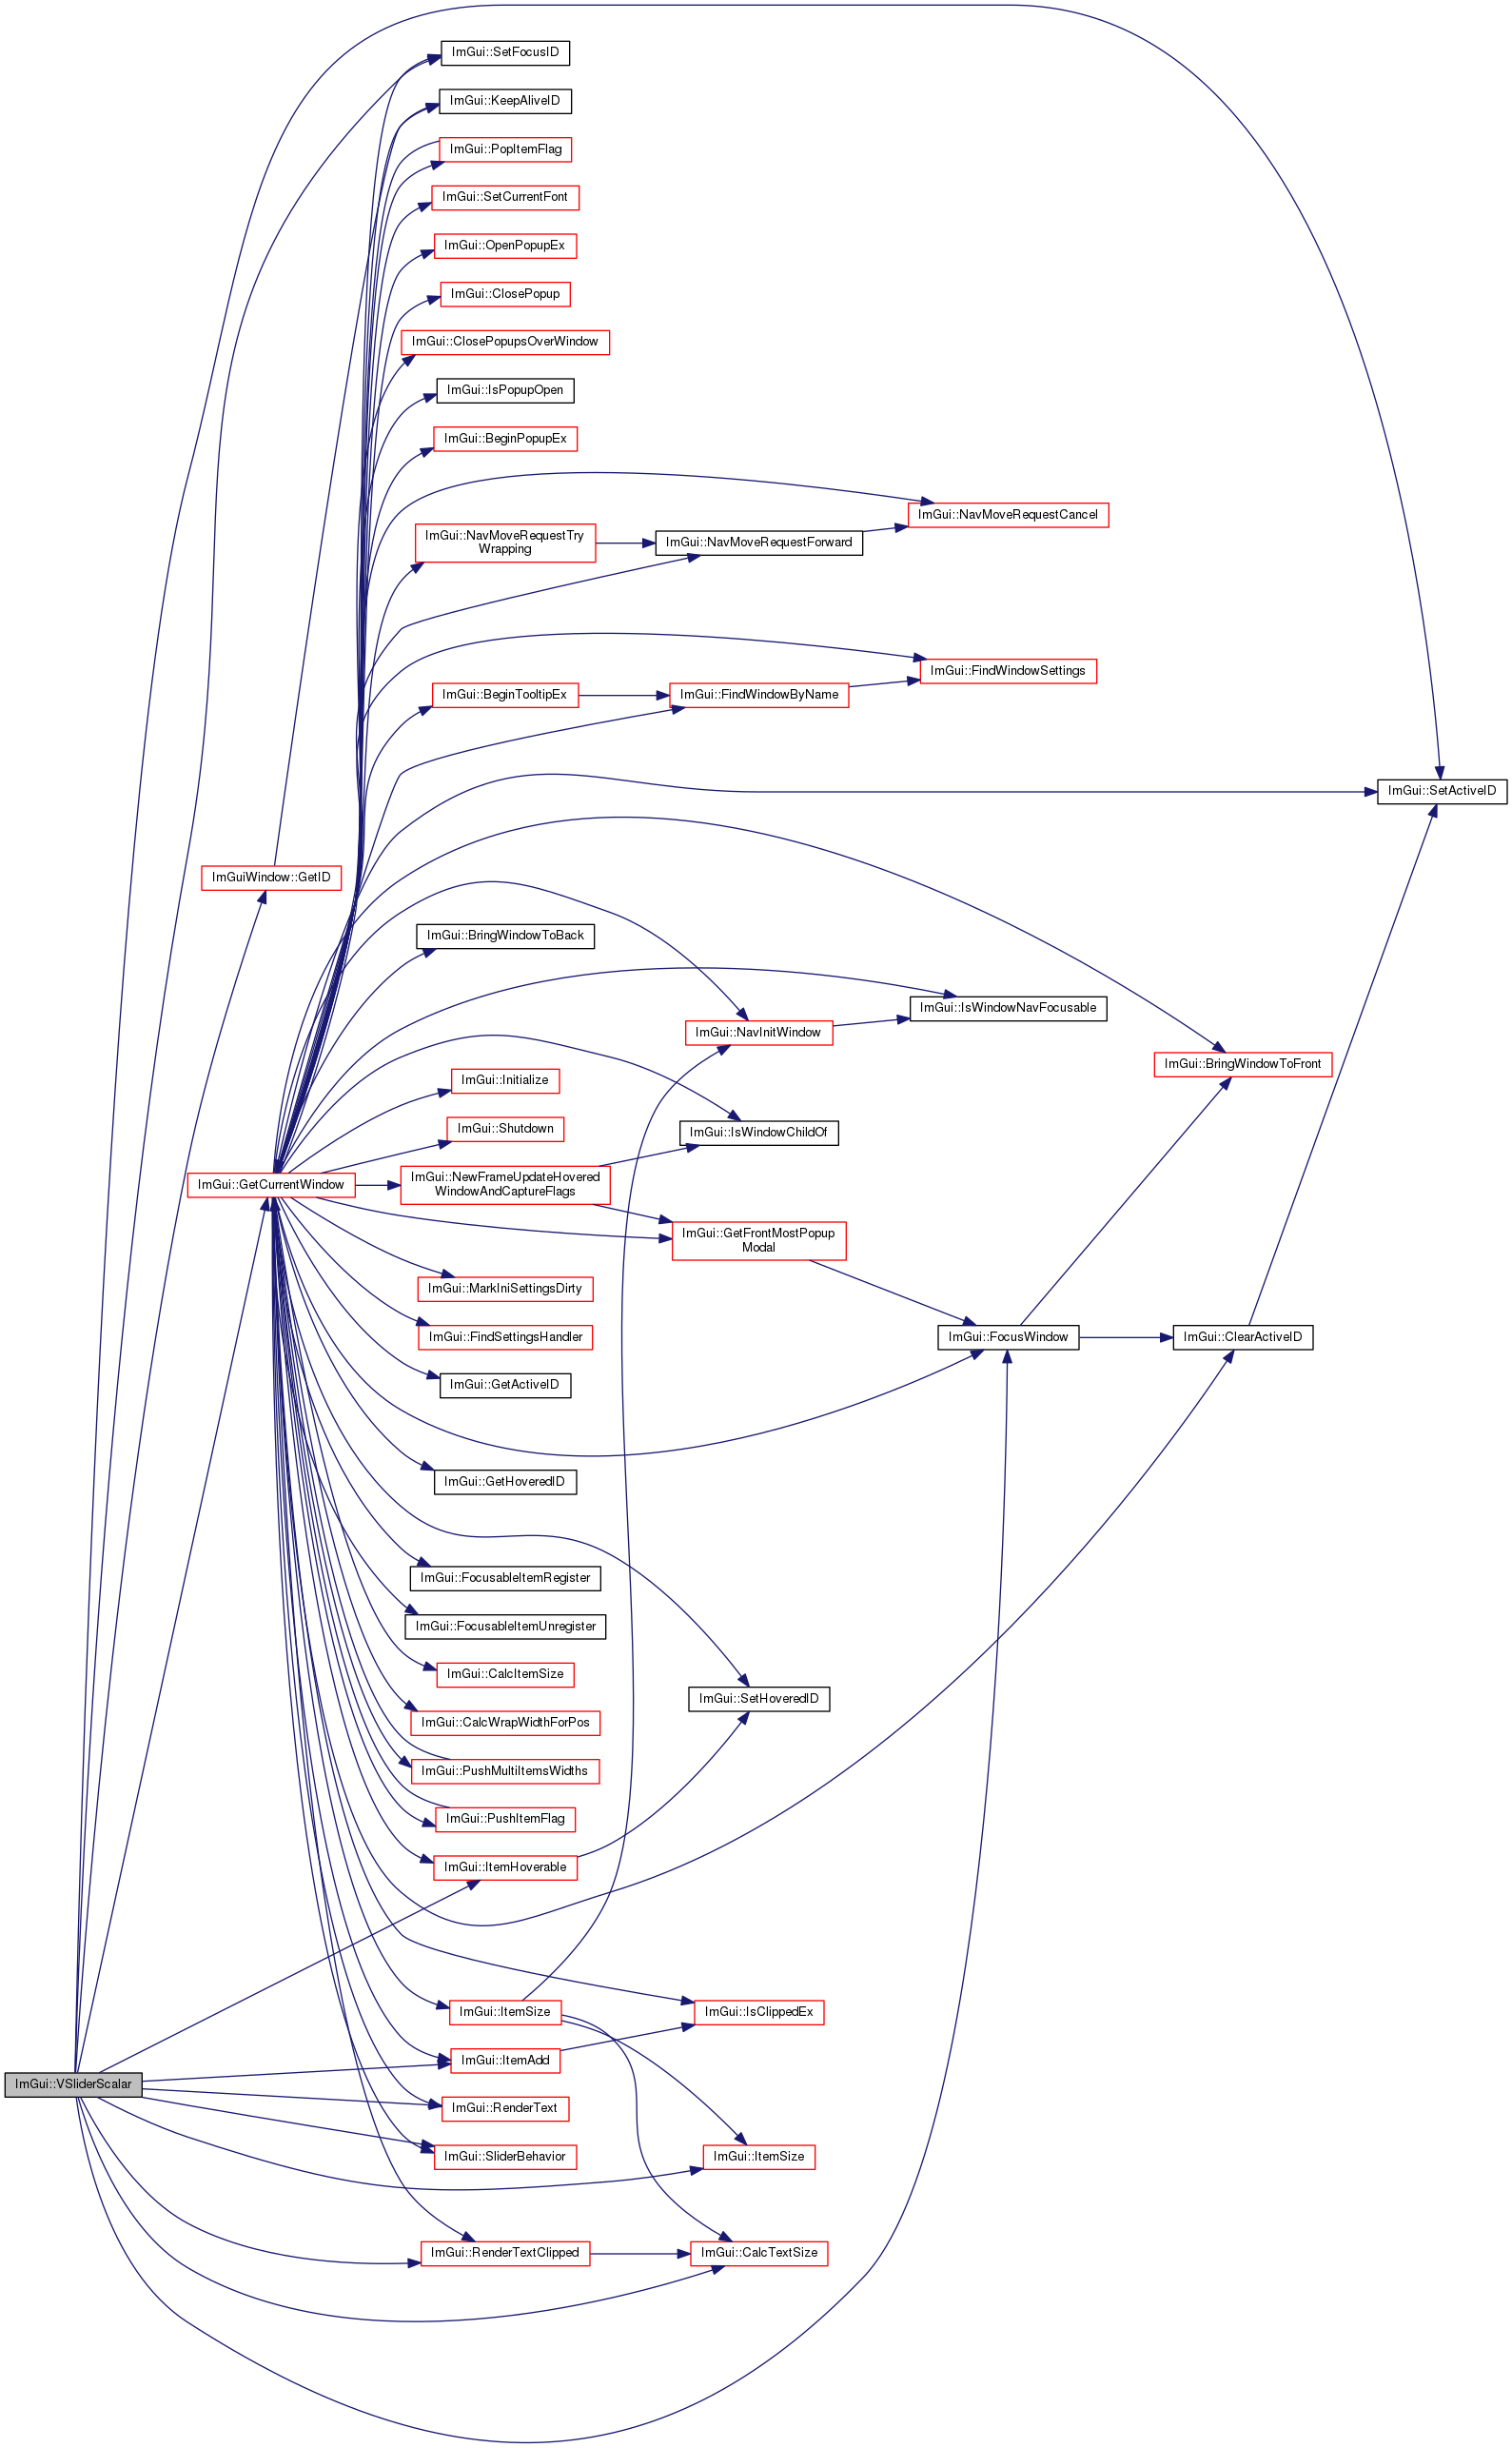 ImGui::SetFocusID
ImGui::KeepAliveID
ImGui::PopItemFlag
ImGui::SetCurrentFont
ImGui::OpenPopupEx
ImGui::ClosePopup
ImGui::ClosePopupsOverWindow
ImGui::IsPopupOpen
ImGui::BeginPopupEx
ImGui::NavMoveRequestCancel
ImGui::NavMoveRequestTry
Wrapping
ImGui::NavMoveRequestForward
ImGui::FindWindowSettings
ImGui::BeginTooltipEx
ImGui::FindWindowByName
ImGui::SetActiveID
ImGuiWindow::GetID
ImGui::BringWindowToBack
ImGui::IsWindowNavFocusable
ImGui::NavInitWindow
ImGui::BringWindowToFront
ImGui::Initialize
ImGui::Shutdown
ImGui::IsWindowChildOf
ImGui::GetCurrentWindow
ImGui::NewFrameUpdateHovered
WindowAndCaptureFlags
ImGui::GetFrontMostPopup
Modal
ImGui::MarkIniSettingsDirty
ImGui::FindSettingsHandler
ImGui::FocusWindow
ImGui::ClearActiveID
ImGui::GetActiveID
ImGui::GetHoveredID
ImGui::FocusableItemRegister
ImGui::FocusableItemUnregister
ImGui::CalcItemSize
ImGui::SetHoveredID
ImGui::CalcWrapWidthForPos
ImGui::PushMultiItemsWidths
ImGui::PushItemFlag
ImGui::ItemHoverable
ImGui::ItemSize
ImGui::IsClippedEx
ImGui::ItemAdd
ImGui::VSliderScalar
ImGui::RenderText
ImGui::SliderBehavior
ImGui::ItemSize
ImGui::RenderTextClipped
ImGui::CalcTextSize